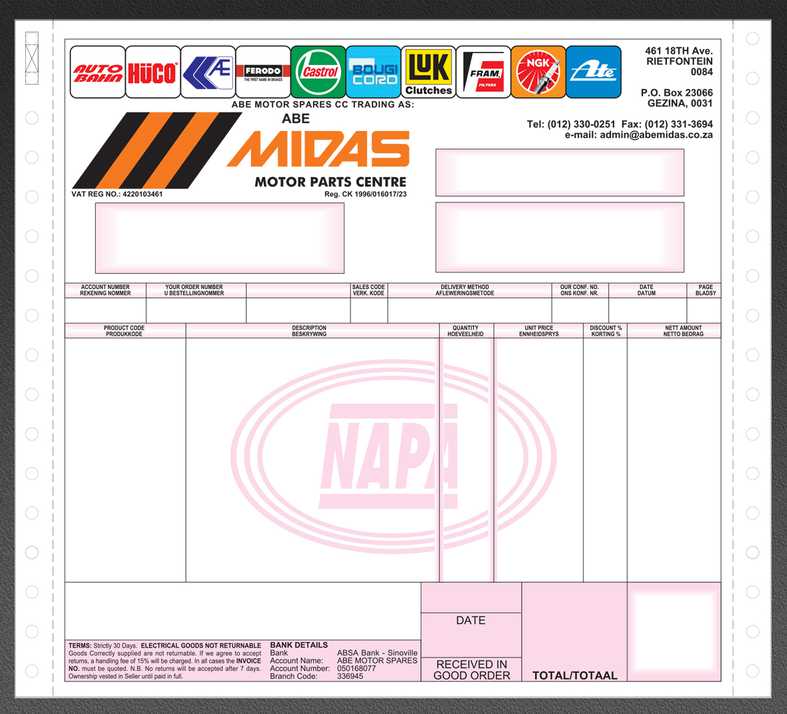 AUTO BAHN
HÜCO
Æ
FERODO
THE FIRST NAME IN BRAKES
Castrol
BOUGI CORD
LUK
Clutches
FRAM
FILTERS
NGK
Ate
461 18TH Ave.
RIETFONTEIN
0084
P.O. Box 23066
GEZINA, 0031
Tel: (012) 330-0251 Fax: (012) 331-3694
e-mail: admin@abemidas.co.za
ABE MOTOR SPARES CC TRADING AS:
ABE
MIDAS
MOTOR PARTS CENTRE
VAT REG NO.: 4220103461
Reg. CK 1996/016017/23
ACCOUNT NUMBER
REKENING NOMMER
YOUR ORDER NUMBER
U BESTELLINGNOMMER
SALES CODE
VERK. KODE
DELIVERY METHOD
AFLEWERINGSMETODE
OUR CONF. NO.
ONS KONF. NR.
DATE
DATUM
PAGE
BLADSY
PRODUCT CODE
PRODUKKODE
DESCRIPTION
BESKRYWING
QUANTITY
HOEVEELHEID
UNIT PRICE
ENNHEIDSPRYS
DISCOUNT %
KORTING %
NETT AMOUNT
NETTO BEDRAG
NAPA
TERMS: Strictly 30 Days. ELECTRICAL GOODS NOT RETURNABLE
Goods Correctly supplied are not returnable. If we agree to accept
returns, a handling fee of 15% will be charged. In all cases the INVOICE
NO. must be quoted. N.B. No returns will be accepted after 7 days.
Ownership vested in Seller until paid in full.
BANK DETAILS
Bank ABSA Bank - Sinoville
Account Name: ABE MOTOR SPARES
Account Number: 050168077
Branch Code: 336945
DATE
RECEIVED IN
GOOD ORDER
TOTAL/TOTAAL